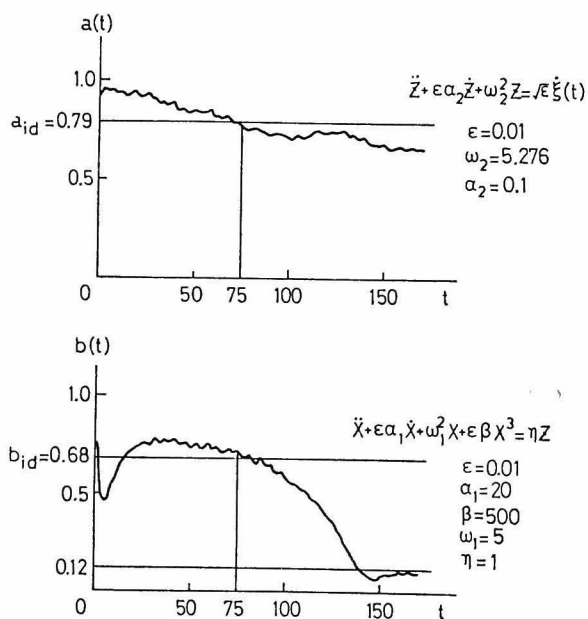 a(t)
1.0
a_id = 0.79
0.5
0 50 75 100 150 t
Z̈ + εα₂Ż + ω₂²Z = √ε ξ̇(t)
ε = 0.01
ω₂ = 5.276
α₂ = 0.1
b(t)
1.0
b_id = 0.68
0.5
0.12
0 50 75 100 150 t
Ẍ + εα₁Ẋ + ω₁²X + εβX³ = ηZ
ε = 0.01
α₁ = 20
β = 500
ω₁ = 5
η = 1